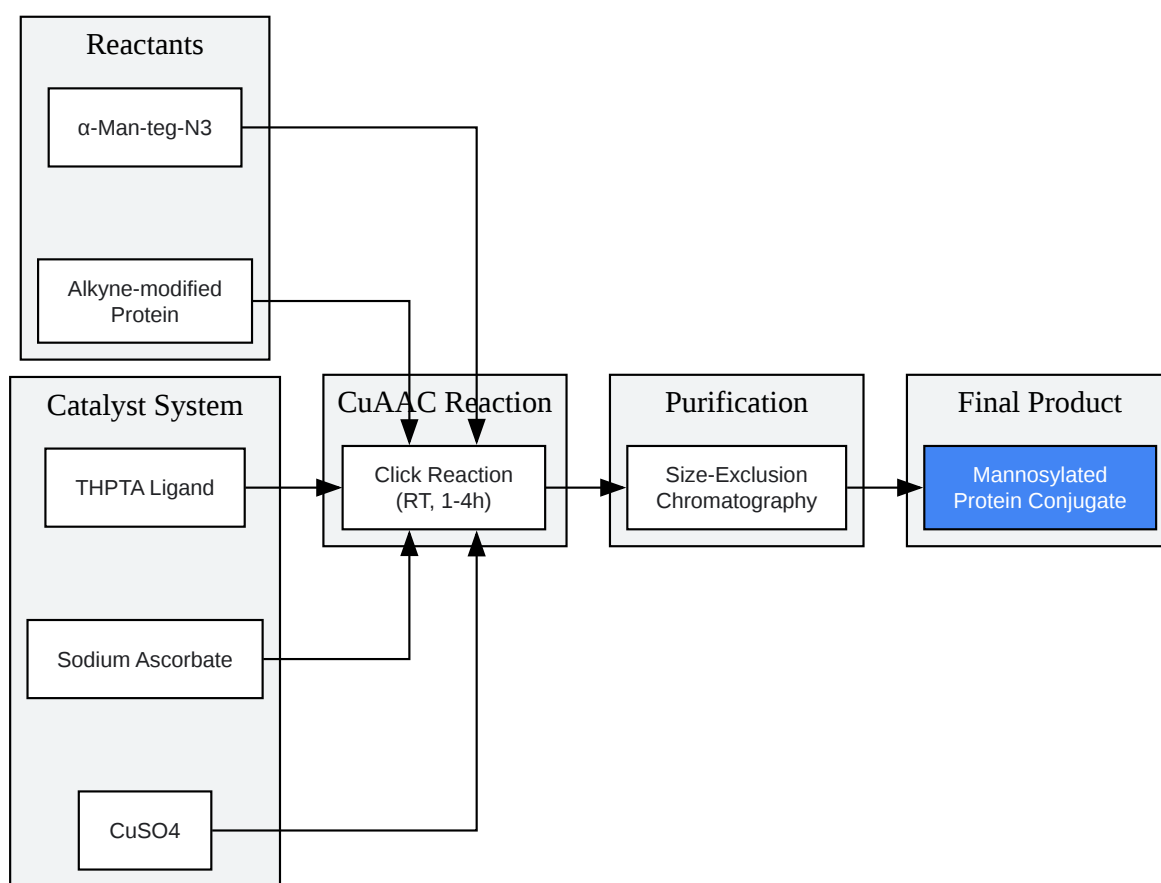 Reactants
α-Man-teg-N3
Alkyne-modified
Protein
Catalyst System
THPTA Ligand
Sodium Ascorbate
CuSO4
CuAAC Reaction
Click Reaction
(RT, 1-4h)
Purification
Size-Exclusion
Chromatography
Final Product
Mannosylated
Protein Conjugate